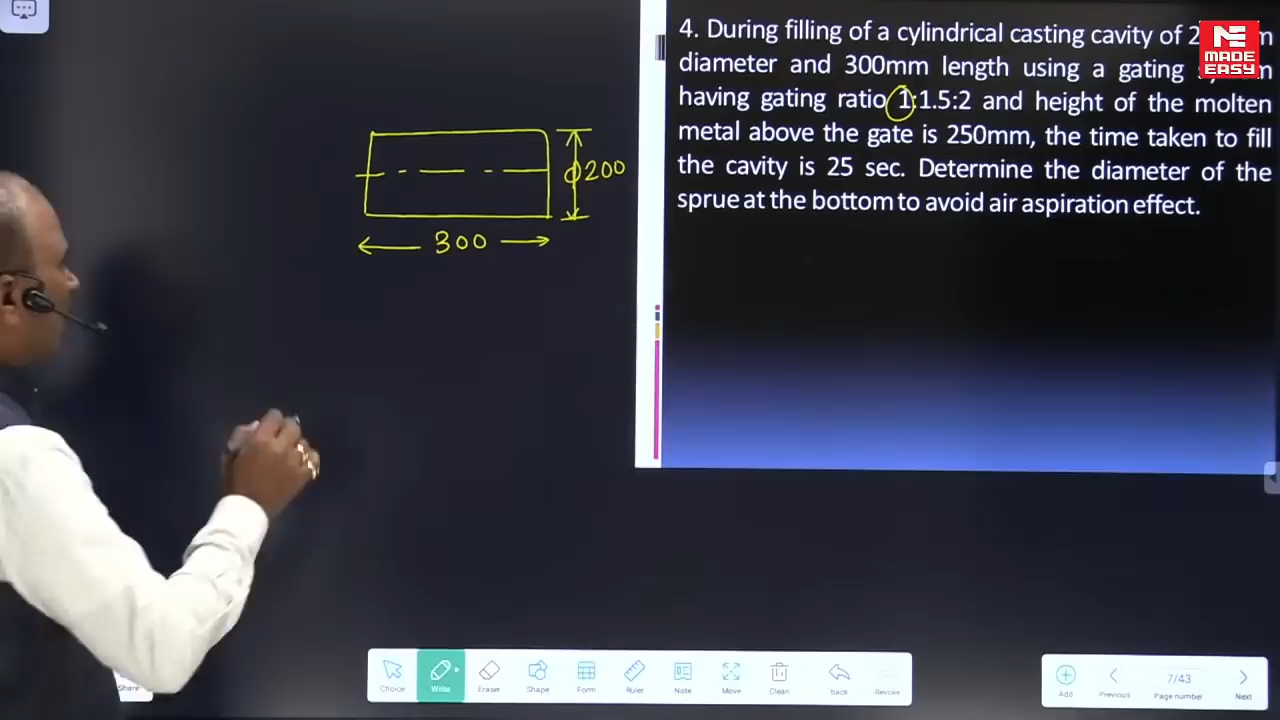 4. During filling of a cylindrical casting cavity of
diameter and 300mm length using a gating
having gating ratio 1:1.5:2 and height of the molten
metal above the gate is 250mm, the time taken to fill
the cavity is 25 sec. Determine the diameter of the
sprue at the bottom to avoid air aspiration effect.
ME
MADE
EASY
ϕ200
300
Choice
Write
Eraser
Shape
Form
Ruler
Note
Move
Clean
back
Revoke
Share
Add
Previous
7/43
Page number
Next